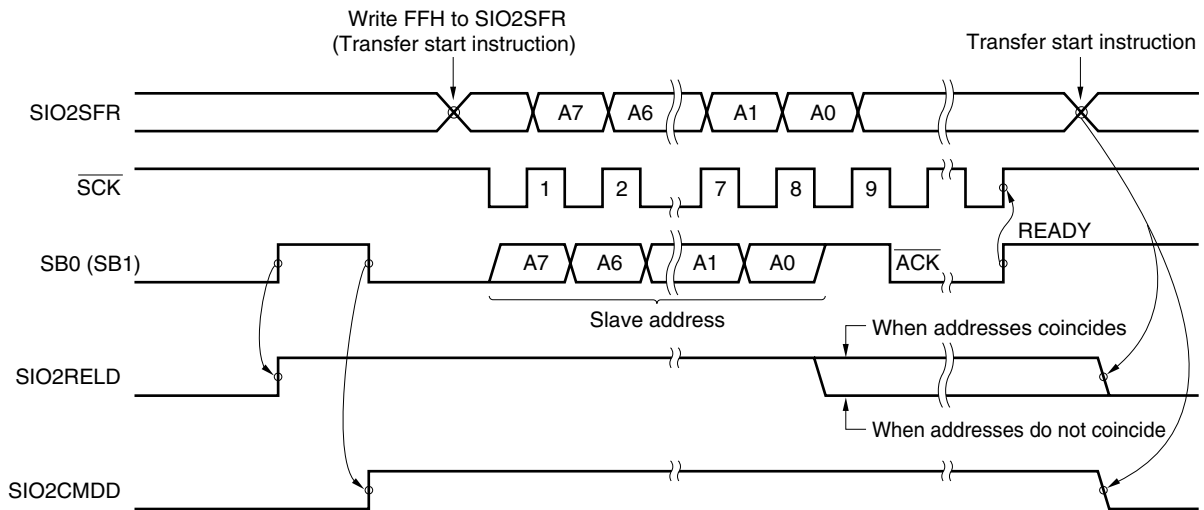 Write FFH to SIO2SFR
(Transfer start instruction)
Transfer start instruction
SIO2SFR
A7
A6
A1
A0
SCK
1
2
7
8
9
READY
SB0 (SB1)
A7
A6
A1
A0
ACK
Slave address
When addresses coincides
SIO2RELD
When addresses do not coincide
SIO2CMDD